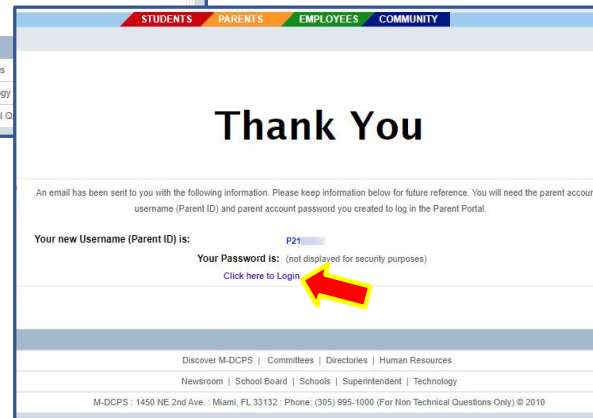 STUDENTS PARENTS EMPLOYEES COMMUNITY
Thank You
An email has been sent to you with the following information. Please keep information below for future reference. You will need the parent
username (Parent ID) and parent account password you created to log in the Parent Portal.
Your new Username (Parent ID) is: P21
Your Password is: (not displayed for security purposes)
Click here to Login
Discover M-DCPS | Committees | Directories | Human Resources
Newsroom | School Board | Schools | Superintendent | Technology
M-DCPS : 1450 NE 2nd Ave. : Miami, FL 33132 : Phone: (305) 995-1000 (For Non Technical Questions Only) © 2010